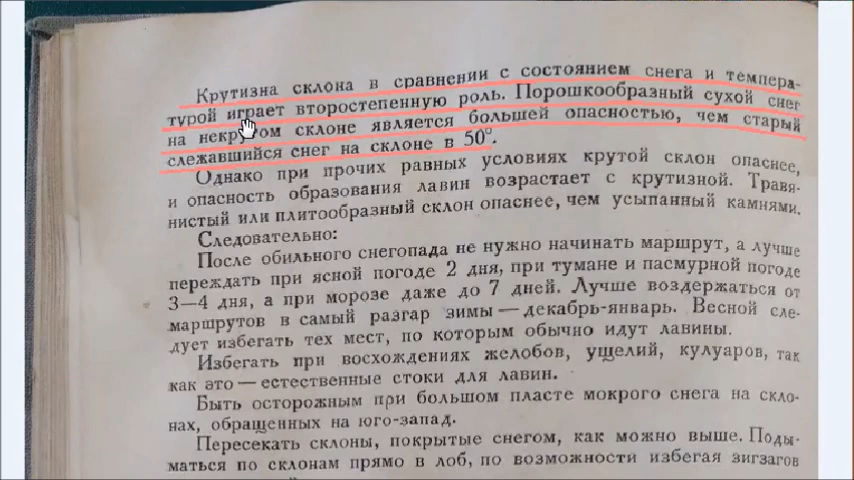 Крутизна склона в сравнении с состоянием снега и темпера-
турой играет второстепенную роль. Порошкообразный сухой снег
на некрутом склоне является большей опасностью, чем старый
слежавшийся снег на склоне в 50°.
Однако при прочих равных условиях крутой склон опаснее,
и опасность образования лавин возрастает с крутизной. Травя-
нистый или плитообразный склон опаснее, чем усыпанный камнями.
Следовательно:
После обильного снегопада не нужно начинать маршрут, а лучше
переждать при ясной погоде 2 дня, при тумане и пасмурной погоде
3—4 дня, а при морозе даже до 7 дней. Лучше воздержаться от
маршрутов в самый разгар зимы — декабрь-январь. Весной сле-
дует избегать тех мест, по которым обычно идут лавины.
Избегать при восхождениях желобов, ущелий, кулуаров, так
как это — естественные стоки для лавин.
Быть осторожным при большом пласте мокрого снега на скло-
нах, обращенных на юго-запад.
Пересекать склоны, покрытые снегом, как можно выше. Поды-
маться по склонам прямо в лоб, по возможности избегая зигзагов